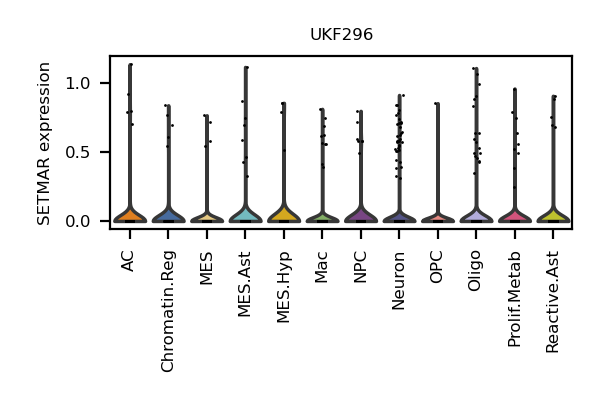 UKF296
SETMAR expression
1.0
0.5
0.0
AC
Chromatin.Reg
MES
MES.Ast
MES.Hyp
Mac
NPC
Neuron
OPC
Oligo
Prolif.Metab
Reactive.Ast